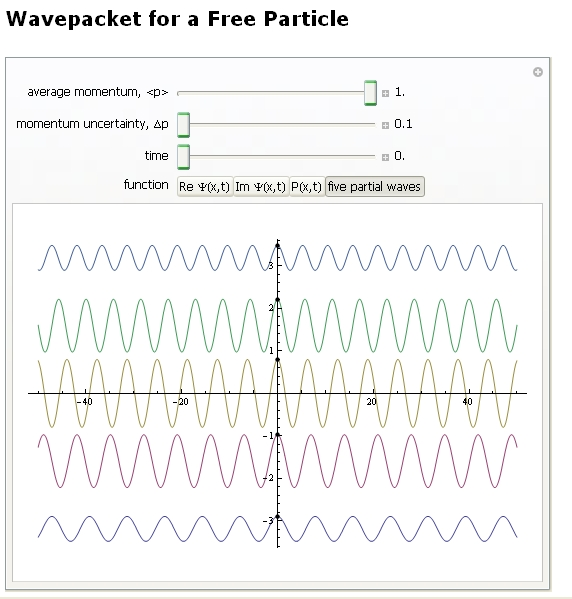 Wavepacket for a Free Particle
average momentum, <p> 1.
momentum uncertainty, Δp 0.1
time 0.
function Re Ψ(x,t) Im Ψ(x,t) P(x,t) five partial waves
3
2
1
-40 -20 20 40
-1
-2
-3